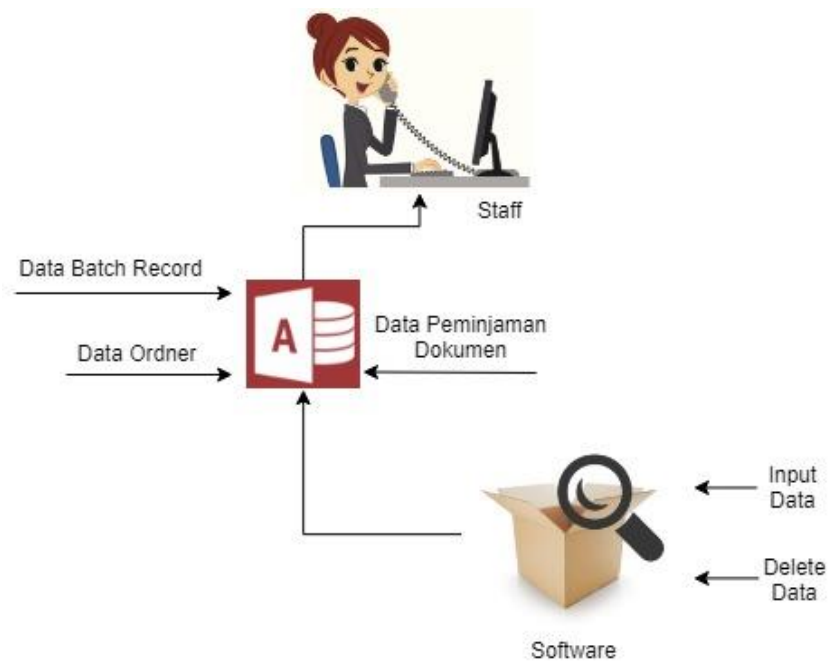 Staff
Data Batch Record
Data Peminjaman
Dokumen
Data Ordner
A
Input
Data
Delete
Data
Software